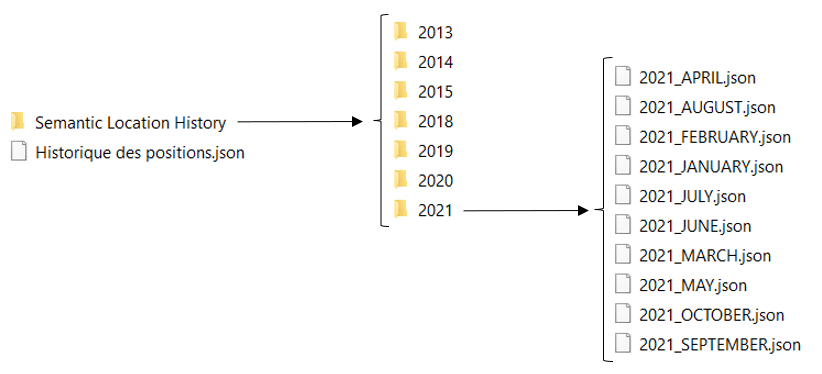 Semantic Location History
Historique des positions.json
2013
2014
2015
2018
2019
2020
2021
2021_APRIL.json
2021_AUGUST.json
2021_FEBRUARY.json
2021_JANUARY.json
2021_JULY.json
2021_JUNE.json
2021_MARCH.json
2021_MAY.json
2021_OCTOBER.json
2021_SEPTEMBER.json